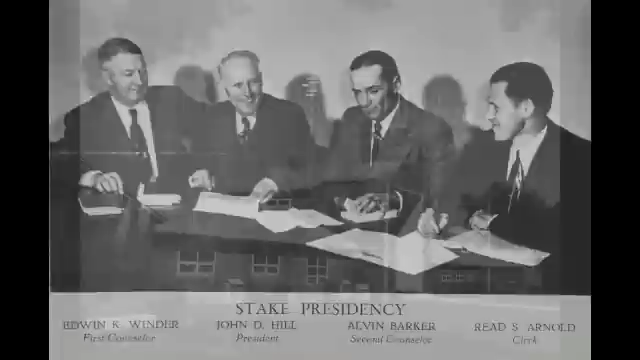 STAKE PRESIDENCY
EDWIN K. WINDER JOHN D. HILL ALVIN BARKER READ S. ARNOLD
First Counselor President Second Counselor Clerk